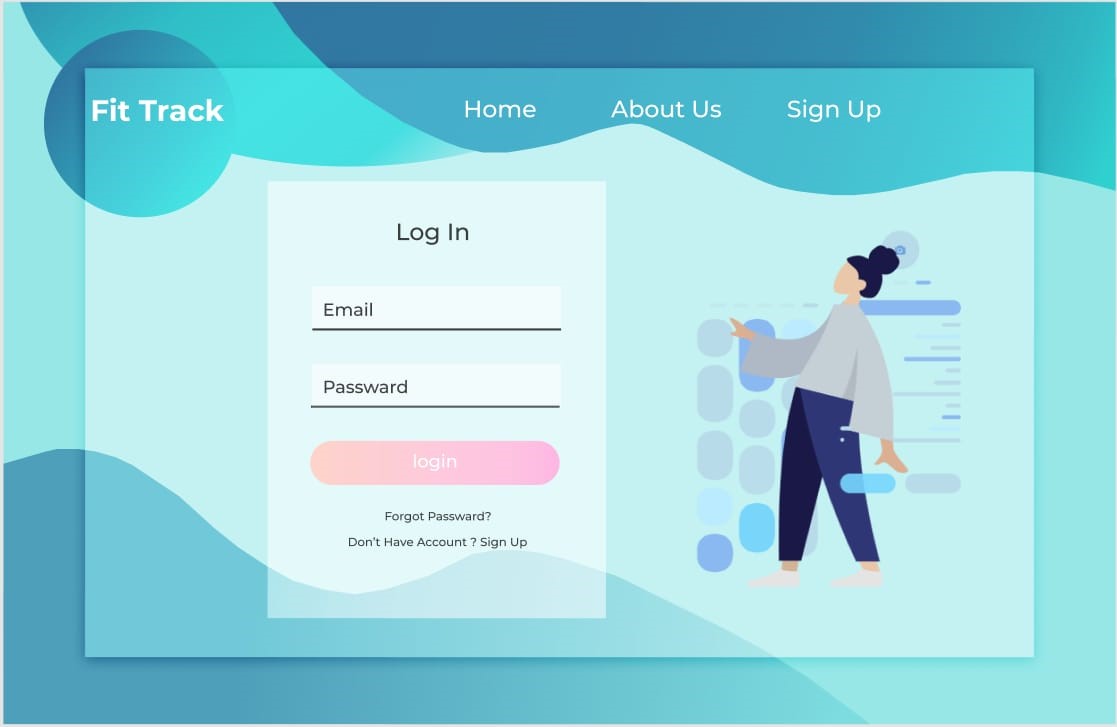 Fit Track
Home About Us Sign Up
Log In
Email
Passward
login
Forgot Passward?
Don’t Have Account ? Sign Up